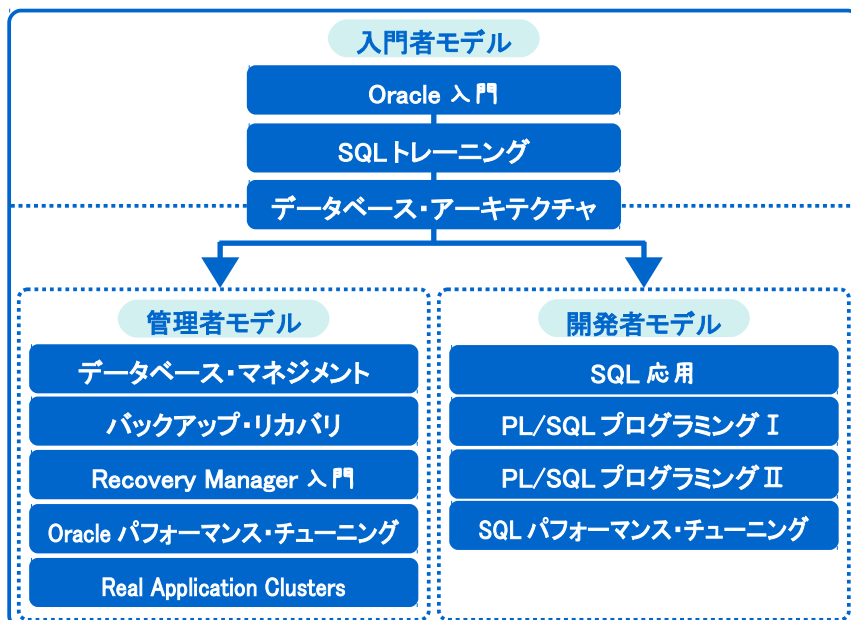 入門者モデル
Oracle 入門
SQLトレーニング
データベース・アーキテクチャ
管理者モデル
データベース・マネジメント
バックアップ・リカバリ
Recovery Manager 入門
Oracle パフォーマンス・チューニング
Real Application Clusters
開発者モデル
SQL 応用
PL/SQL プログラミング I
PL/SQL プログラミング II
SQL パフォーマンス・チューニング